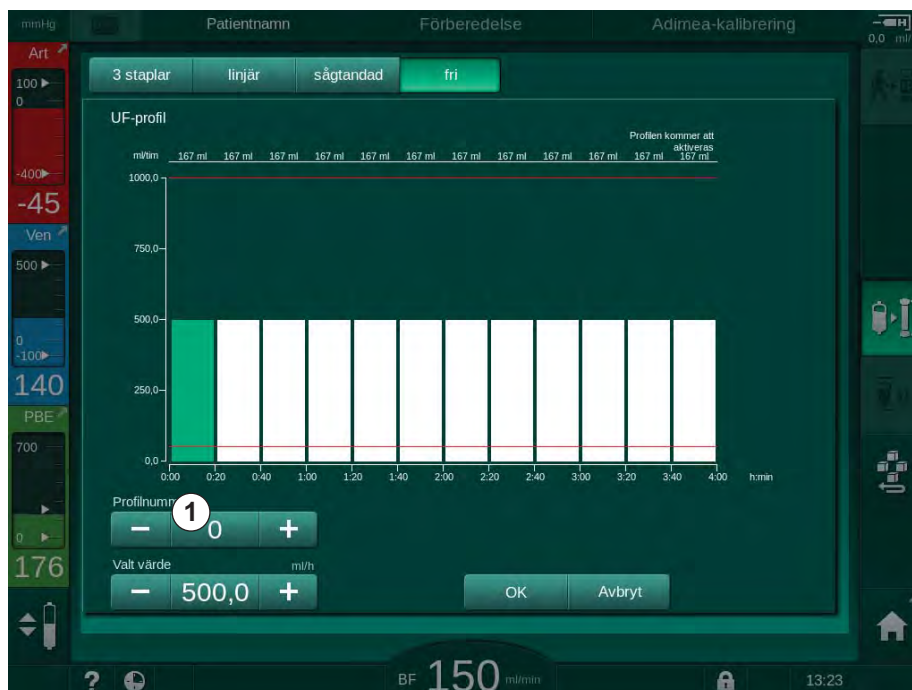 mmHg Patientnamn Förberedelse Adimea-kalibrering
0,0 ml/
Art
100
0
-400
-45
Ven
500
0
-100
140
PBE
700
0
176
3 staplar linjär sågtandad fri
UF-profil
Profilen kommer att
aktiveras
ml/tim 167 ml 167 ml 167 ml 167 ml 167 ml 167 ml 167 ml 167 ml 167 ml 167 ml 167 ml 167 ml
1000,0
750,0
500,0
250,0
0,0
0:00 0:20 0:40 1:00 1:20 1:40 2:00 2:20 2:40 3:00 3:20 3:40 4:00 h:min
Profilnumm
1
− 0 +
Valt värde ml/h
− 500,0 +
OK Avbryt
? BF 150 ml/min 13:23